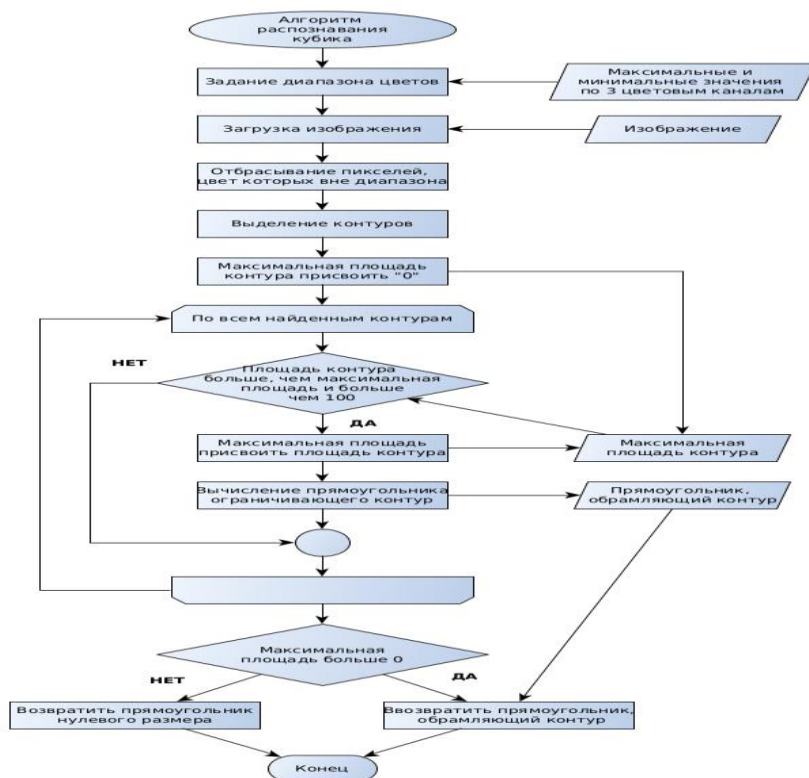 Алгоритм
распознавания
кубика
Задание диапазона цветов
Максимальные и
минимальные значения
по 3 цветовым каналам
Загрузка изображения
Изображение
Отбрасывание пикселей,
цвет которых вне диапазона
Выделение контуров
Максимальная площадь
контура присвоить "0"
По всем найденным контурам
НЕТ
Площадь контура
больше, чем максимальная
площадь и больше
чем 100
ДА
Максимальная площадь
присвоить площадь контура
Максимальная
площадь контура
Вычисление прямоугольника
ограничивающего контур
Прямоугольник,
обрамляющий контур
Максимальная
площадь больше 0
НЕТ
ДА
Возвратить прямоугольник
нулевого размера
Ввозвратить прямоугольник,
обрамляющий контур
Конец